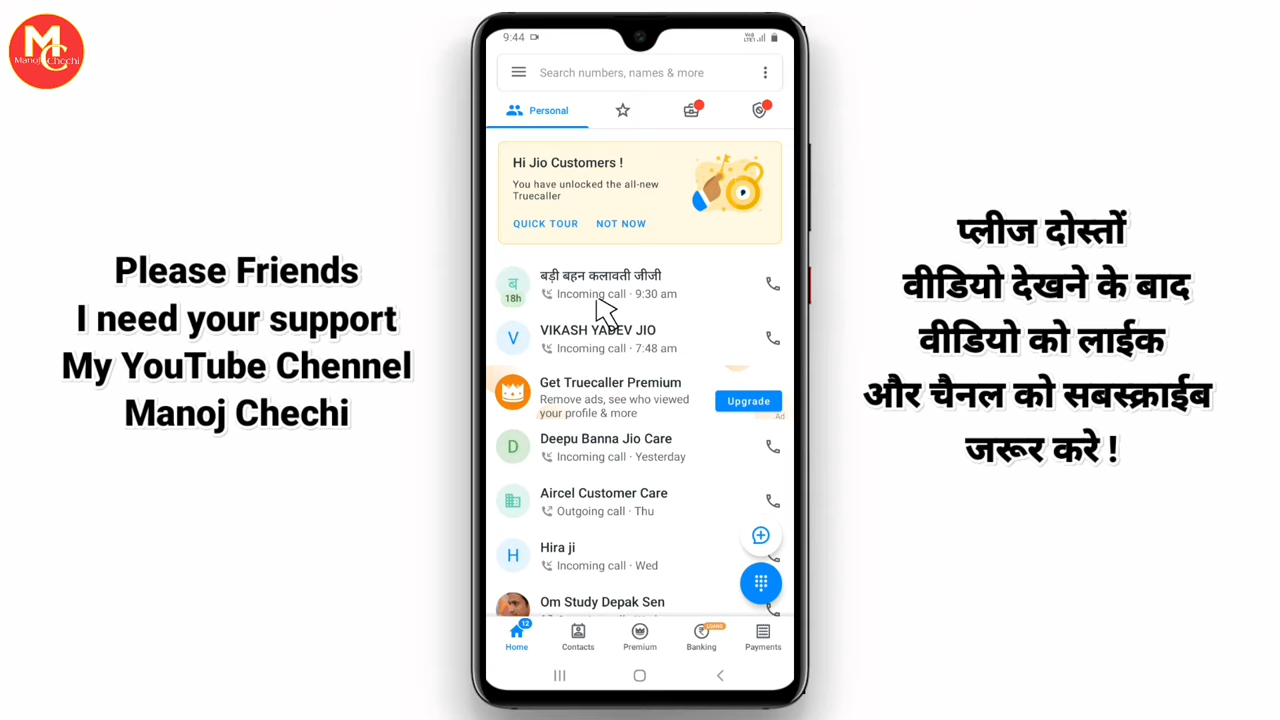 M
C
Manoj Chechi
Please Friends
I need your support
My YouTube Chennel
Manoj Chechi
9:44
Search numbers, names & more
Personal
Hi Jio Customers !
You have unlocked the all-new
Truecaller
QUICK TOUR NOT NOW
ब
18h
बड़ी बहन कलावती जीजी
Incoming call · 9:30 am
V
VIKASH YADEV JIO
Incoming call · 7:48 am
Get Truecaller Premium
Remove ads, see who viewed
your profile & more
Upgrade
Ad
D
Deepu Banna Jio Care
Incoming call · Yesterday
Aircel Customer Care
Outgoing call · Thu
H
Hira ji
Incoming call · Wed
Om Study Depak Sen
12
Home Contacts Premium Banking Payments
प्लीज दोस्तों
वीडियो देखने के बाद
वीडियो को लाईक
और चैनल को सबस्क्राईब
जरूर करे !